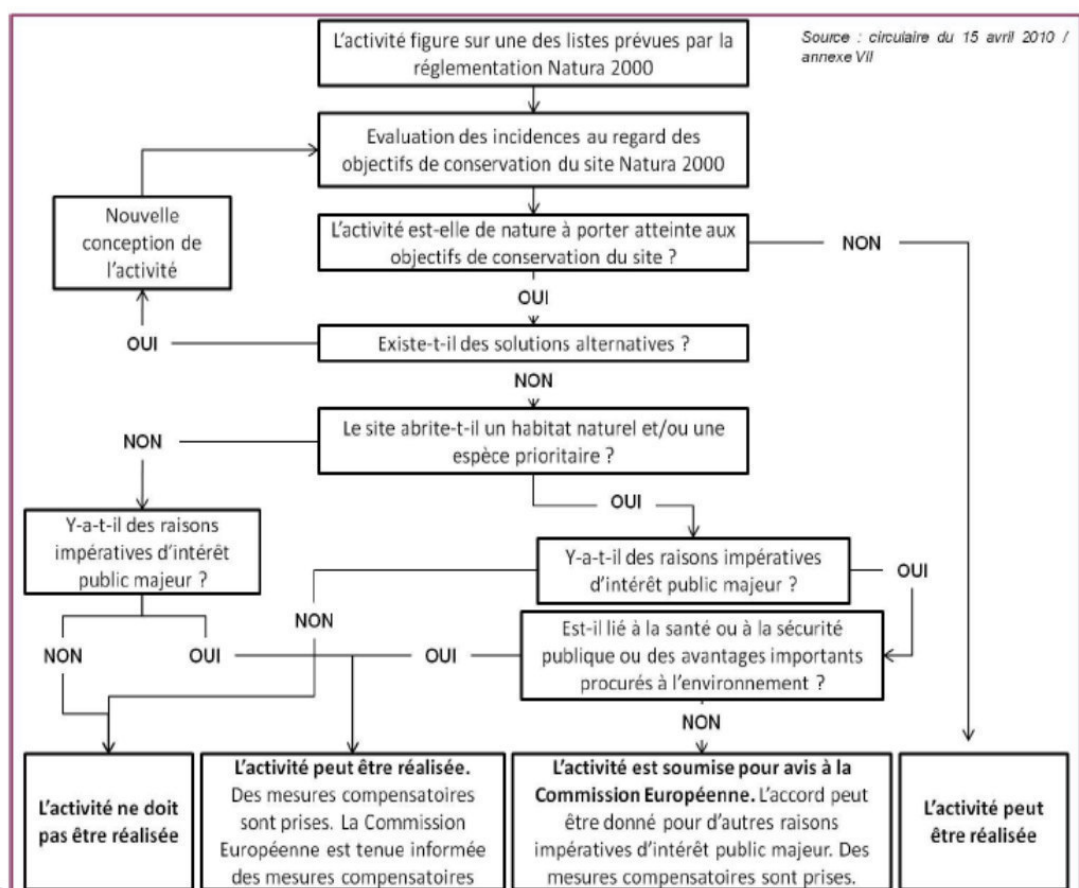 L'activité figure sur une des listes prévues par la
réglementation Natura 2000
Source : circulaire du 15 avril 2010 /
annexe VII
Evaluation des incidences au regard des
objectifs de conservation du site Natura 2000
Nouvelle
conception de
l'activité
L'activité est-elle de nature à porter atteinte aux
objectifs de conservation du site ?
NON
OUI
OUI
Existe-t-il des solutions alternatives ?
NON
Le site abrite-t-il un habitat naturel et/ou une
espèce prioritaire ?
NON
OUI
Y-a-t-il des raisons
impératives d'intérêt
public majeur ?
Y-a-t-il des raisons impératives
d'intérêt public majeur ?
OUI
NON
Est-il lié à la santé ou à la sécurité
publique ou des avantages importants
procurés à l'environnement ?
NON
OUI
OUI
NON
L'activité ne doit
pas être réalisée
L'activité peut être réalisée.
Des mesures compensatoires
sont prises. La Commission
Européenne est tenue informée
des mesures compensatoires
L'activité est soumise pour avis à la
Commission Européenne. L'accord peut
être donné pour d'autres raisons
impératives d'intérêt public majeur. Des
mesures compensatoires sont prises.
L'activité peut
être réalisée